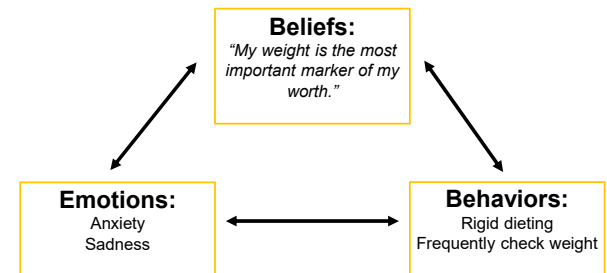 Beliefs:
“My weight is the most
important marker of my
worth.”
Emotions:
Anxiety
Sadness
Behaviors:
Rigid dieting
Frequently check weight